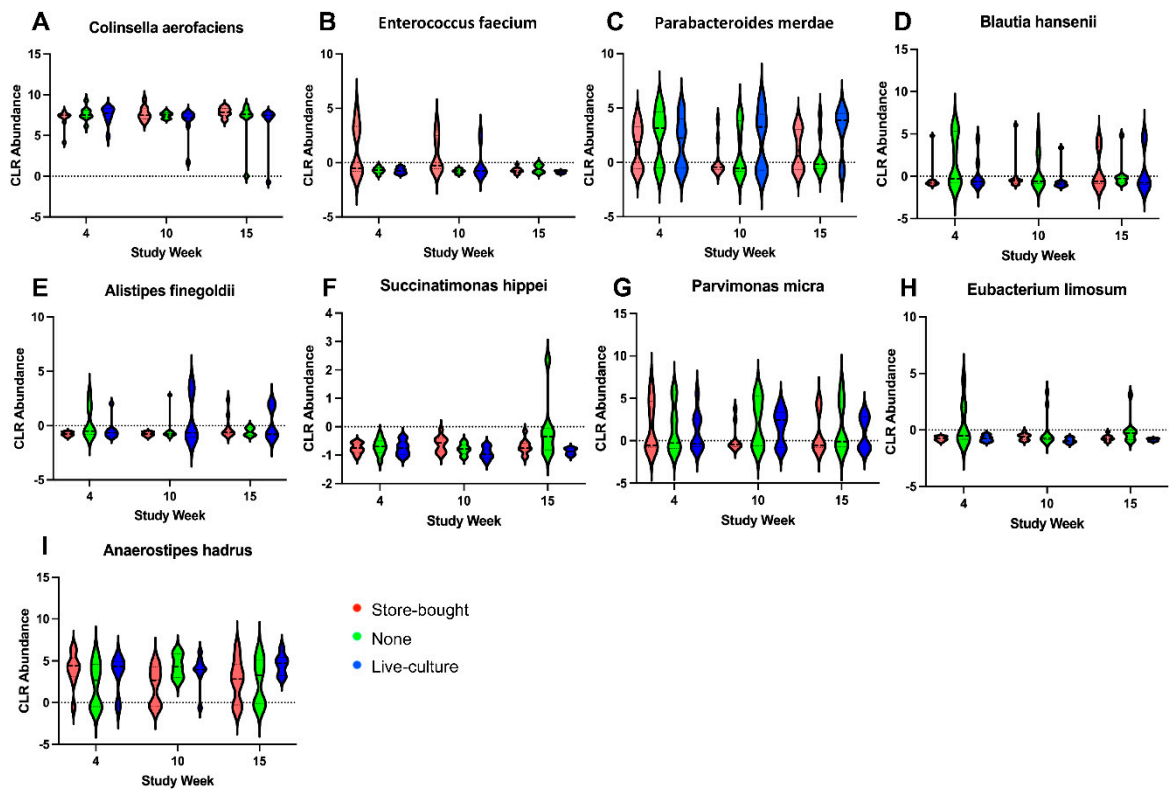 A Colinsella aerofaciens
CLR Abundance
15
10
5
0
-5
4 10 15
Study Week
B Enterococcus faecium
CLR Abundance
10
5
0
-5
4 10 15
Study Week
C Parabacteroides merdae
CLR Abundance
10
5
0
-5
4 10 15
Study Week
D Blautia hansenii
CLR Abundance
15
10
5
0
-5
4 10 15
Study Week
E Alistipes finegoldii
CLR Abundance
10
5
0
-5
4 10 15
Study Week
F Succinatimonas hippei
CLR Abundance
4
3
2
1
0
-1
-2
4 10 15
Study Week
G Parvimonas micra
CLR Abundance
15
10
5
0
-5
4 10 15
Study Week
H Eubacterium limosum
CLR Abundance
10
5
0
-5
4 10 15
Study Week
I Anaerostipes hadrus
CLR Abundance
15
10
5
0
-5
4 10 15
Study Week
Store-bought
None
Live-culture